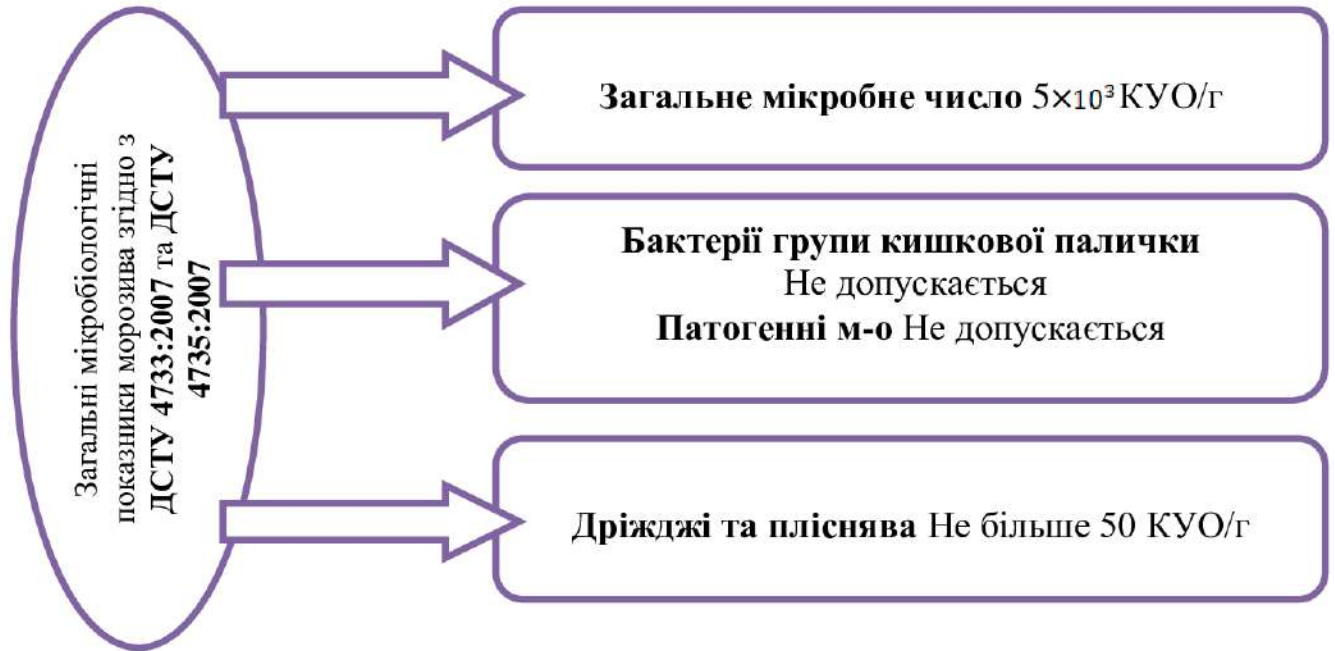 Загальні мікробіологічні
показники морозива згідно з
ДСТУ 4733:2007 та ДСТУ
4735:2007
Загальне мікробне число 5×10³ КУО/г
Бактерії групи кишкової палички
Не допускається
Патогенні м-о Не допускається
Дріжджі та пліснява Не більше 50 КУО/г